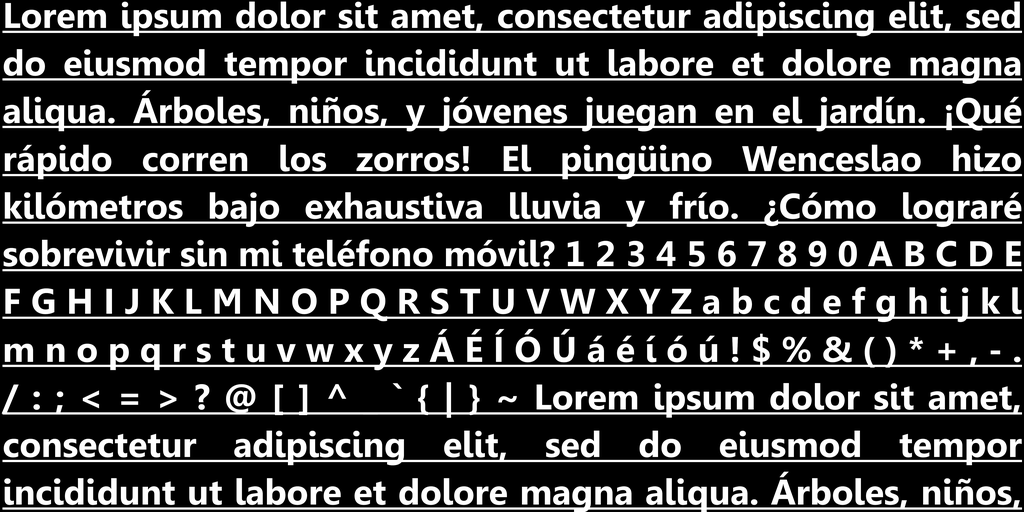 Lorem ipsum dolor sit amet, consectetur adipiscing elit, sed
do eiusmod tempor incididunt ut labore et dolore magna
aliqua. Árboles, niños, y jóvenes juegan en el jardín. ¡Qué
rápido corren los zorros! El pingüino Wenceslao hizo
kilómetros bajo exhaustiva lluvia y frío. ¿Cómo lograré
sobrevivir sin mi teléfono móvil? 1 2 3 4 5 6 7 8 9 0 A B C D E
F G H I J K L M N O P Q R S T U V W X Y Z a b c d e f g h i j k l
m n o p q r s t u v w x y z Á É Í Ó Ú á é í ó ú ! $ % & ( ) * + , - .
/ : ; < = > ? @ [ ] ^ ` { | } ~ Lorem ipsum dolor sit amet,
consectetur adipiscing elit, sed do eiusmod tempor
incididunt ut labore et dolore magna aliqua. Árboles, niños,